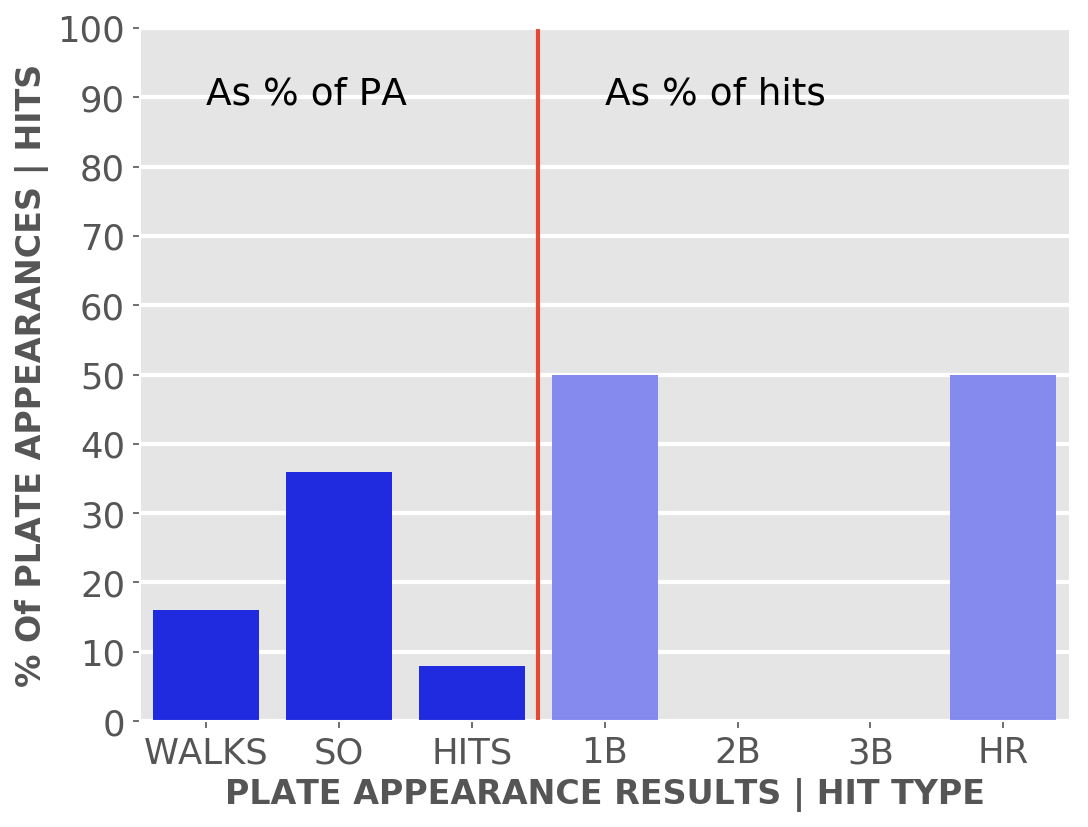 As % of PA
As % of hits
% Of PLATE APPEARANCES | HITS
100
90
80
70
60
50
40
30
20
10
0
WALKS SO HITS 1B 2B 3B HR
PLATE APPEARANCE RESULTS | HIT TYPE